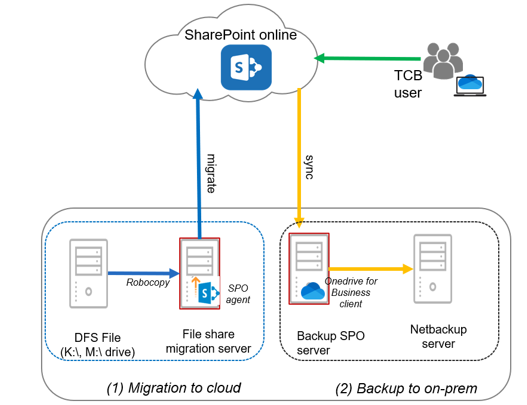 SharePoint online
S
TCB
user
migrate
sync
Robocopy
S
SPO
agent
Onedrive for
Business
client
DFS File
(K:\, M:\ drive)
File share
migration server
Backup SPO
server
Netbackup
server
(1) Migration to cloud
(2) Backup to on-prem